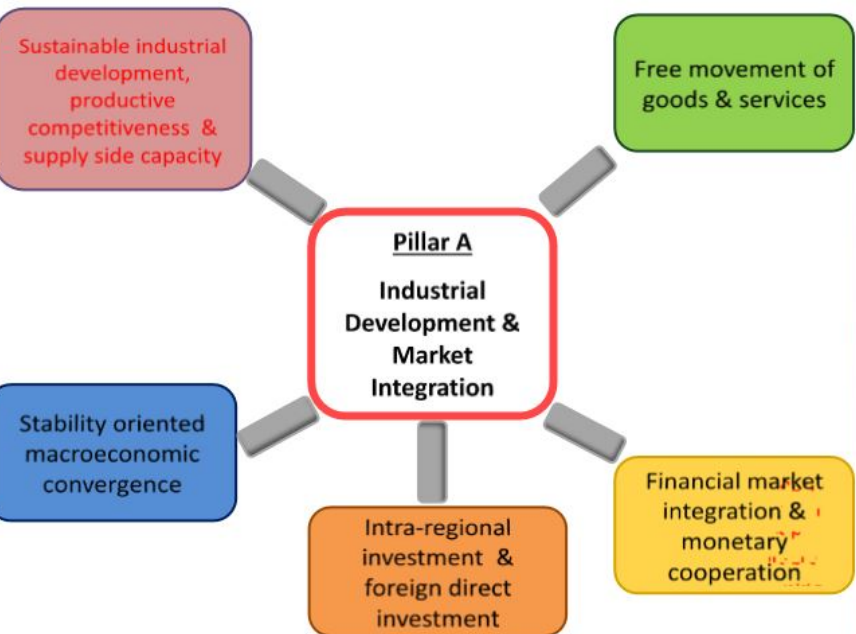 Sustainable industrial
development,
productive
competitiveness &
supply side capacity
Free movement of
goods & services
Pillar A
Industrial
Development &
Market
Integration
Stability oriented
macroeconomic
convergence
Intra-regional
investment &
foreign direct
investment
Financial market
integration &
monetary
cooperation